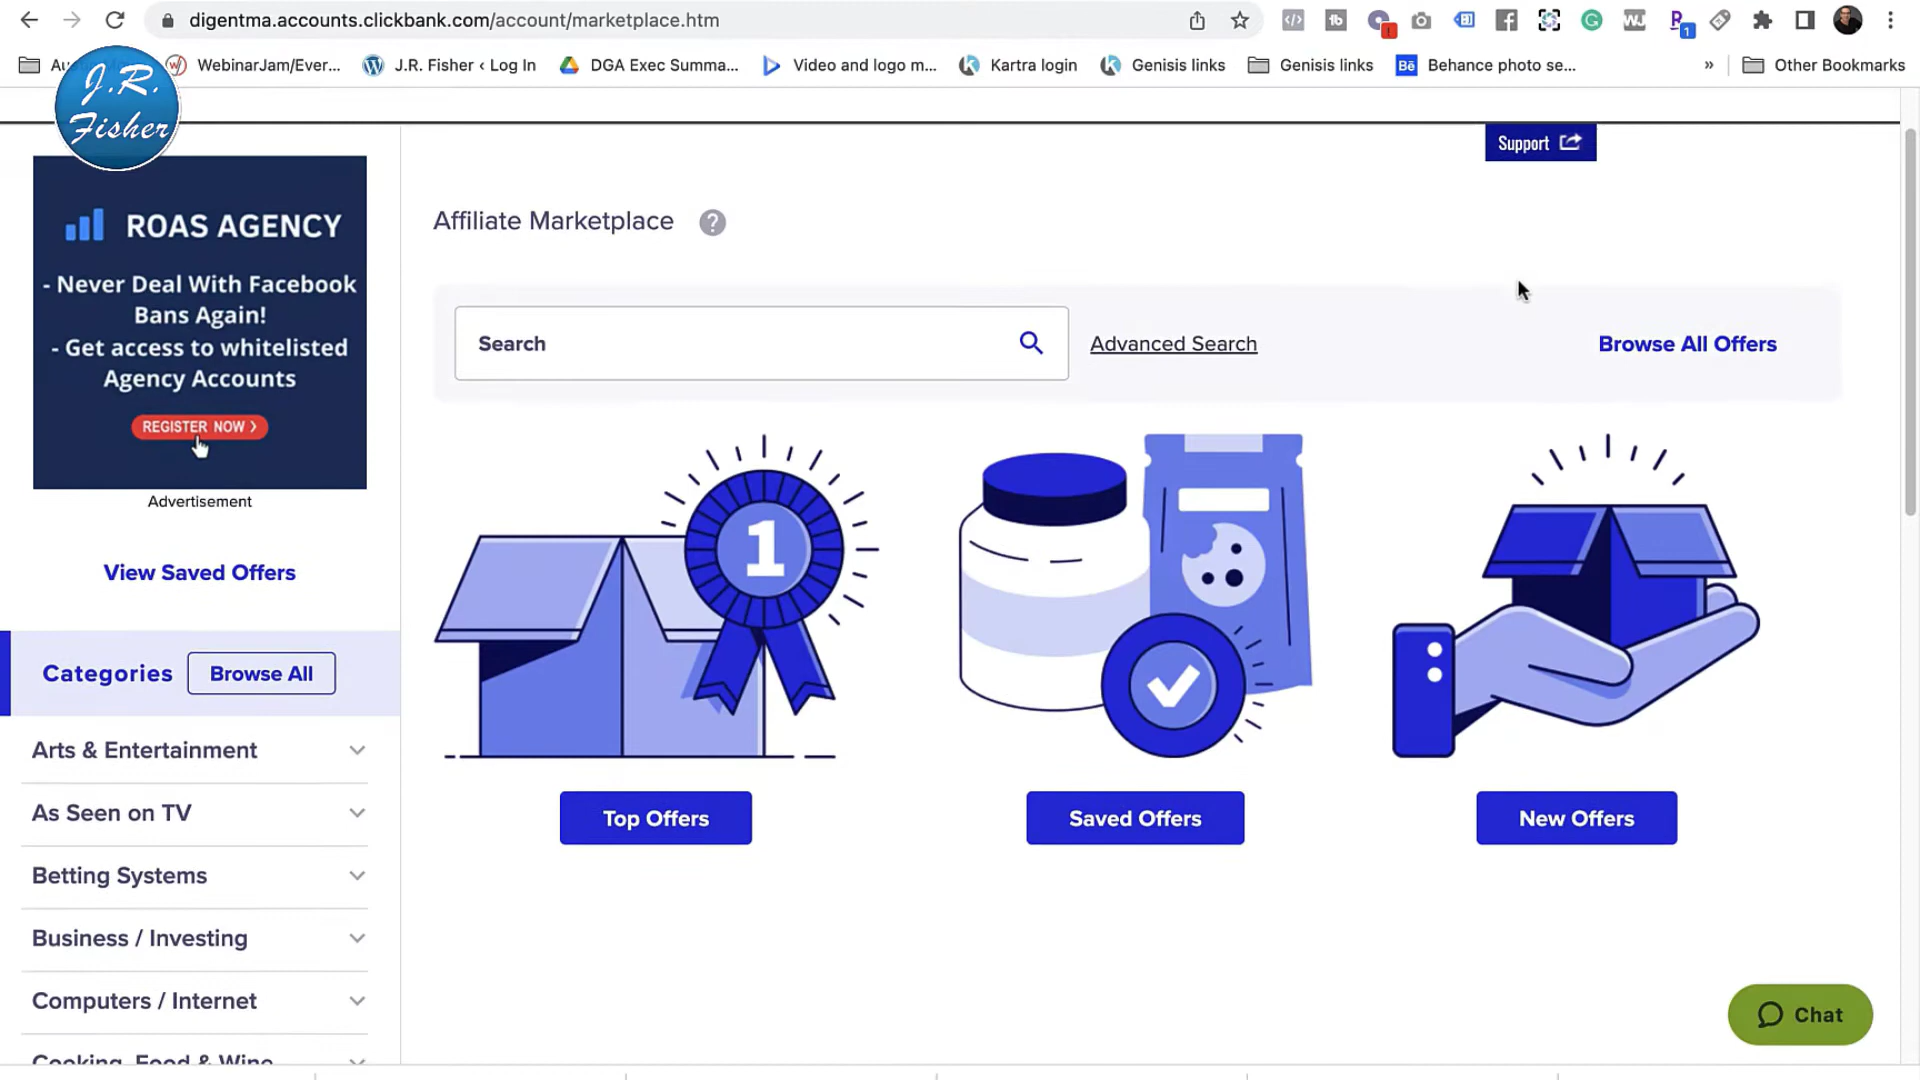 digentma.accounts.clickbank.com/account/marketplace.htm
WebinarJam/Ever...
J.R. Fisher ‹ Log In
DGA Exec Summa...
Video and logo m...
Kartra login
Genisis links
Genisis links
Behance photo se...
»
Other Bookmarks
J.R.
Fisher
Support
ROAS AGENCY
- Never Deal With Facebook
Bans Again!
- Get access to whitelisted
Agency Accounts
REGISTER NOW >
Advertisement
View Saved Offers
Categories
Browse All
Arts & Entertainment
As Seen on TV
Betting Systems
Business / Investing
Computers / Internet
Cooking, Food & Wine
Affiliate Marketplace ?
Search
Advanced Search
Browse All Offers
1
Top Offers
Saved Offers
New Offers
Chat